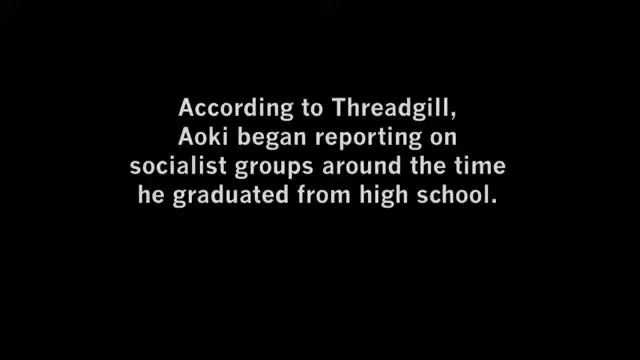 According to Threadgill,
Aoki began reporting on
socialist groups around the time
he graduated from high school.